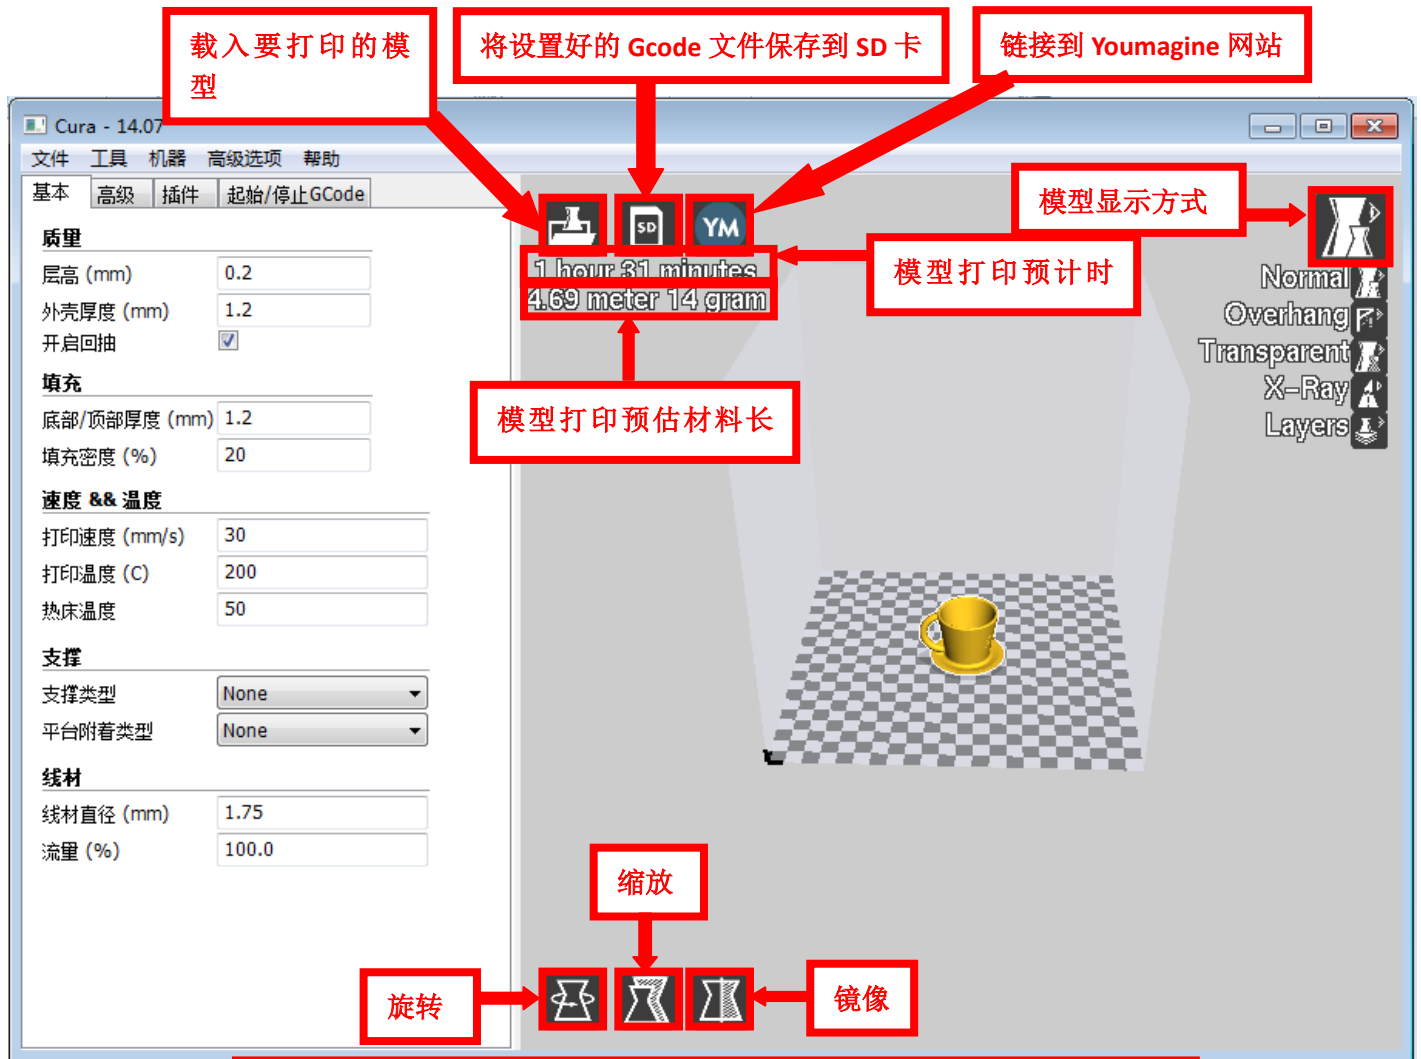 载入要打印的模
型
将设置好的 Gcode 文件保存到 SD 卡
链接到 Youmagine 网站
Cura - 14.07
文件 工具 机器 高级选项 帮助
基本 高级 插件 起始/停止GCode
质量
层高 (mm) 0.2
外壳厚度 (mm) 1.2
开启回抽
填充
底部/顶部厚度 (mm) 1.2
填充密度 (%) 20
速度 && 温度
打印速度 (mm/s) 30
打印温度 (C) 200
热床温度 50
支撑
支撑类型 None
平台附着类型 None
线材
线材直径 (mm) 1.75
流量 (%) 100.0
SD
YM
1 hour 31 minutes
4.69 meter 14 gram
模型显示方式
模型打印预计时
模型打印预估材料长
Normal
Overhang
Transparent
X-Ray
Layers
缩放
旋转
镜像